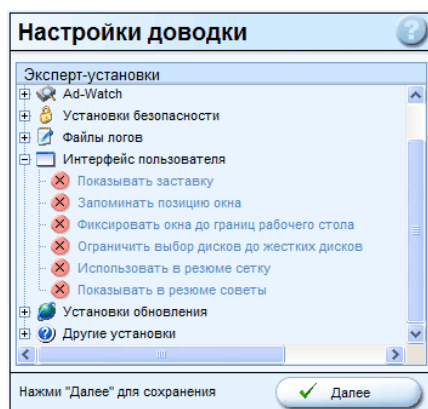 Настройки доводки
?
Эксперт-установки
Ad-Watch
Установки безопасности
Файлы логов
Интерфейс пользователя
Показывать заставку
Запоминать позицию окна
Фиксировать окна до границ рабочего стола
Ограничить выбор дисков до жестких дисков
Использовать в резюме сетку
Показывать в резюме советы
Установки обновления
Другие установки
Нажми "Далее" для сохранения
Далее